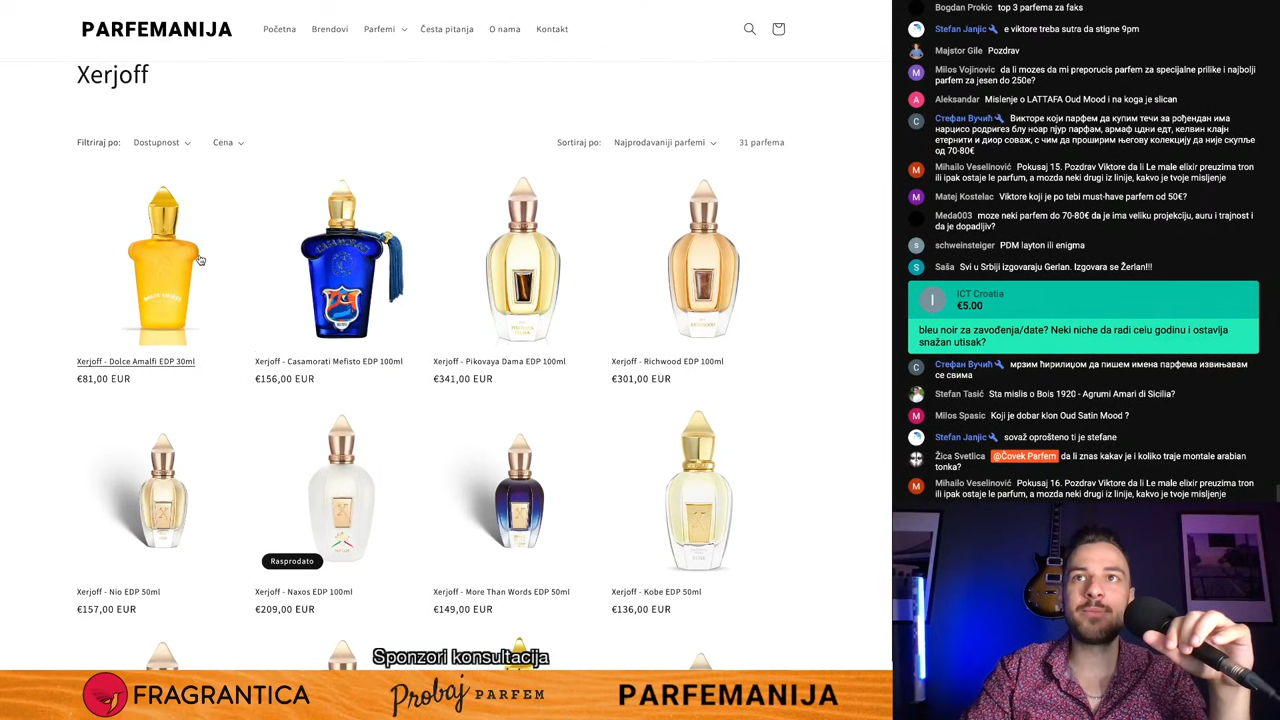 PARFEMANIJA
Početna
Brendovi
Parfemi
Česta pitanja
O nama
Kontakt
Xerjoff
Filtriraj po:
Dostupnost
Cena
Sortiraj po:
Najprodavaniji parfemi
31 parfema
Xerjoff - Dolce Amalfi EDP 30ml
€81,00 EUR
Xerjoff - Casamorati Mefisto EDP 100ml
€156,00 EUR
Xerjoff - Pikovaya Dama EDP 100ml
€341,00 EUR
Xerjoff - Richwood EDP 100ml
€301,00 EUR
Rasprodato
Xerjoff - Nio EDP 50ml
€157,00 EUR
Xerjoff - Naxos EDP 100ml
€209,00 EUR
Xerjoff - More Than Words EDP 50ml
€149,00 EUR
Xerjoff - Kobe EDP 50ml
€136,00 EUR
Sponzori konsultacija
FRAGRANTICA
Probaj PARFEM
PARFEMANIJA
Bogdan Prokic top 3 parfema za faks
Stefan Janjic e viktore treba sutra da stigne 9pm
Majstor Gile Pozdrav
M
Milos Vojinovic da li mozes da mi preporucis parfem za specijalne prilike i najbolji
parfem za jesen do 250e?
A
Aleksandar Mislenje o LATTAFA Oud Mood i na koga je slican
С
Стефан Вучић Викторе који парфем да купим течи за рођендан има
нарцисо родригез блу ноар пјур парфам, армаф цдни едт, келвин клајн
етернити и диор соваж, с чим да проширим његову колекцију да није скупље
од 70-80€
M
Mihailo Veselinović Pokusaj 15. Pozdrav Viktore da li Le male elixir preuzima tron
ili ipak ostaje le parfum, a mozda neki drugi iz linije, kakvo je tvoje misljenje
M
Matej Kostelac Viktore koji je po tebi must-have parfem od 50€?
Meda003 moze neki parfem do 70-80€ da je ima veliku projekciju, auru i trajnost i
da je dopadljiv?
s
schweinsteiger PDM layton ili enigma
S
Saša Svi u Srbiji izgovaraju Gerlan. Izgovara se Žerlan!!!
I
ICT Croatia
€5.00
bleu noir za zavođenja/date? Neki niche da radi celu godinu i ostavlja
snažan utisak?
С
Стефан Вучић мрзим ћирилицом да пишем имена парфема извињавам
се свима
Stefan Tasić Sta mislis o Bois 1920 - Agrumi Amari di Sicilia?
M
Milos Spasic Koji je dobar klon Oud Satin Mood ?
Stefan Janjic sovaž oprošteno ti je stefane
Žica Svetlica @Čovek Parfem da li znas kakav je i koliko traje montale arabian
tonka?
M
Mihailo Veselinović Pokusaj 16. Pozdrav Viktore da li Le male elixir preuzima tron
ili ipak ostaje le parfum, a mozda neki drugi iz linije, kakvo je tvoje misljenje